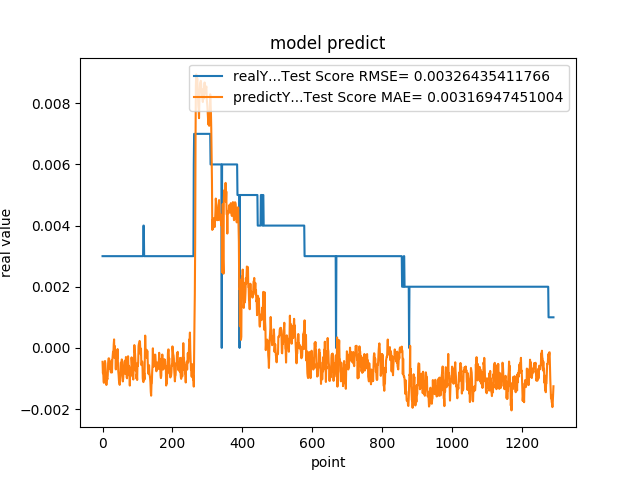 model predict
realY...Test Score RMSE= 0.00326435411766
predictY...Test Score MAE= 0.00316947451004
real value
0.008
0.006
0.004
0.002
0.000
−0.002
0 200 400 600 800 1000 1200
point